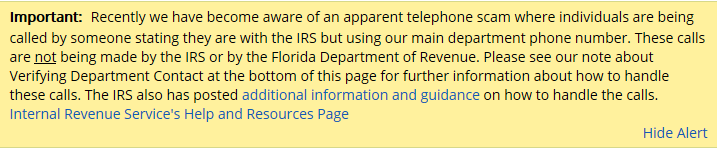 Important: Recently we have become aware of an apparent telephone scam where individuals are being
called by someone stating they are with the IRS but using our main department phone number. These calls
are not being made by the IRS or by the Florida Department of Revenue. Please see our note about
Verifying Department Contact at the bottom of this page for further information about how to handle
these calls. The IRS also has posted additional information and guidance on how to handle the calls.
Internal Revenue Service's Help and Resources Page
Hide Alert